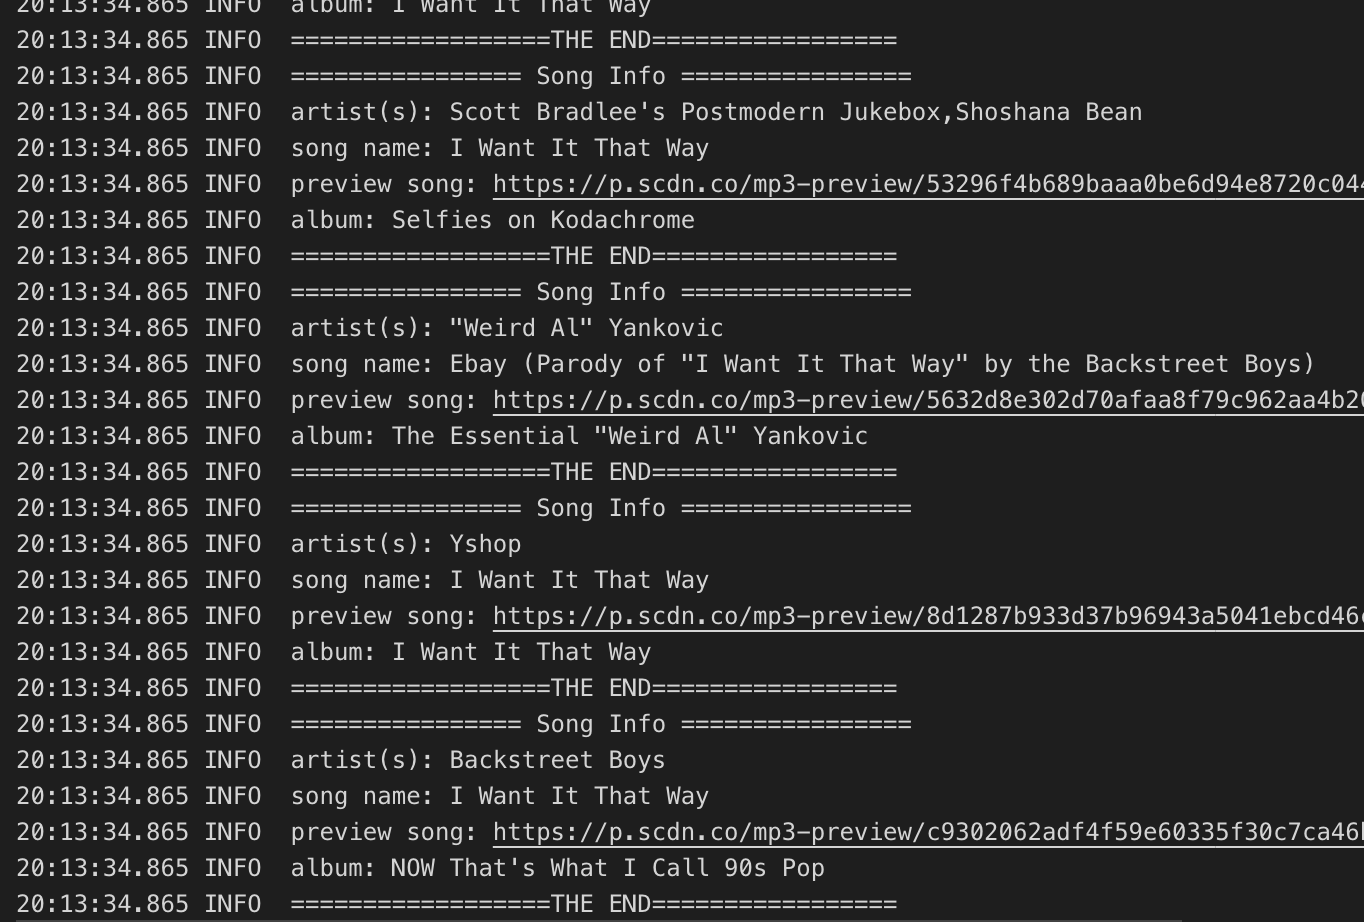 20:13:34.865 INFO  album: I Want It That Way
20:13:34.865 INFO  ==================THE END=================
20:13:34.865 INFO  ================ Song Info ================
20:13:34.865 INFO  artist(s): Scott Bradlee's Postmodern Jukebox,Shoshana Bean
20:13:34.865 INFO  song name: I Want It That Way
20:13:34.865 INFO  preview song: https://p.scdn.co/mp3-preview/53296f4b689baaa0be6d94e8720c044
20:13:34.865 INFO  album: Selfies on Kodachrome
20:13:34.865 INFO  ==================THE END=================
20:13:34.865 INFO  ================ Song Info ================
20:13:34.865 INFO  artist(s): "Weird Al" Yankovic
20:13:34.865 INFO  song name: Ebay (Parody of "I Want It That Way" by the Backstreet Boys)
20:13:34.865 INFO  preview song: https://p.scdn.co/mp3-preview/5632d8e302d70afaa8f79c962aa4b20
20:13:34.865 INFO  album: The Essential "Weird Al" Yankovic
20:13:34.865 INFO  ==================THE END=================
20:13:34.865 INFO  ================ Song Info ================
20:13:34.865 INFO  artist(s): Yshop
20:13:34.865 INFO  song name: I Want It That Way
20:13:34.865 INFO  preview song: https://p.scdn.co/mp3-preview/8d1287b933d37b96943a5041ebcd46
20:13:34.865 INFO  album: I Want It That Way
20:13:34.865 INFO  ==================THE END=================
20:13:34.865 INFO  ================ Song Info ================
20:13:34.865 INFO  artist(s): Backstreet Boys
20:13:34.865 INFO  song name: I Want It That Way
20:13:34.865 INFO  preview song: https://p.scdn.co/mp3-preview/c9302062adf4f59e60335f30c7ca46
20:13:34.865 INFO  album: NOW That's What I Call 90s Pop
20:13:34.865 INFO  ==================THE END=================